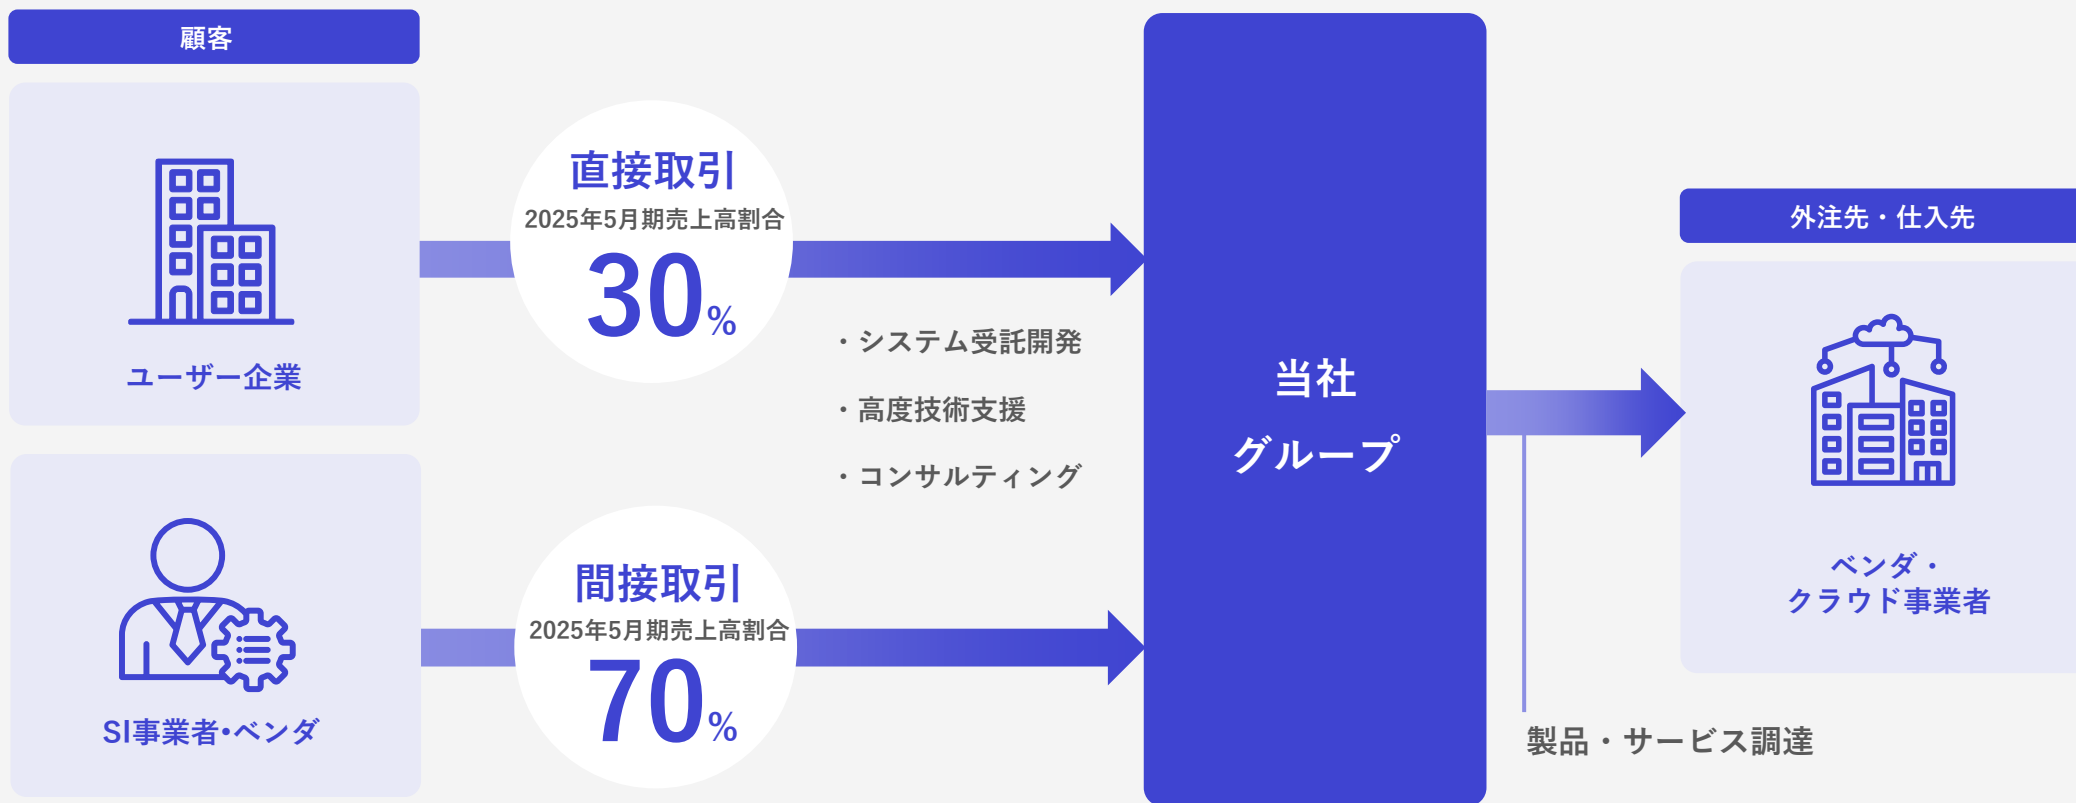 顧客
ユーザー企業
SI事業者・ベンダ
直接取引
2025年5月期売上高割合
30%
・システム受託開発
・高度技術支援
・コンサルティング
間接取引
2025年5月期売上高割合
70%
当社
グループ
製品・サービス調達
外注先・仕入先
ベンダ・
クラウド事業者